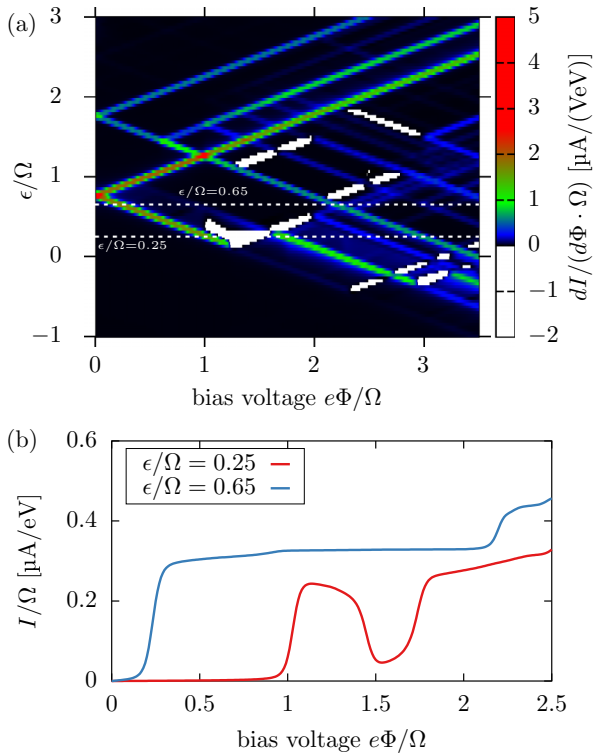 (a)
3
2
1
0
−1
ϵ/Ω
ϵ/Ω=0.65
ϵ/Ω=0.25
0 1 2 3
bias voltage eΦ/Ω
5
4
3
2
1
0
−1
−2
dI/(dΦ · Ω) [µA/(VeV)]
(b)
0.6
0.4
0.2
0
I/Ω [µA/eV]
ϵ/Ω = 0.25
ϵ/Ω = 0.65
0 0.5 1 1.5 2 2.5
bias voltage eΦ/Ω